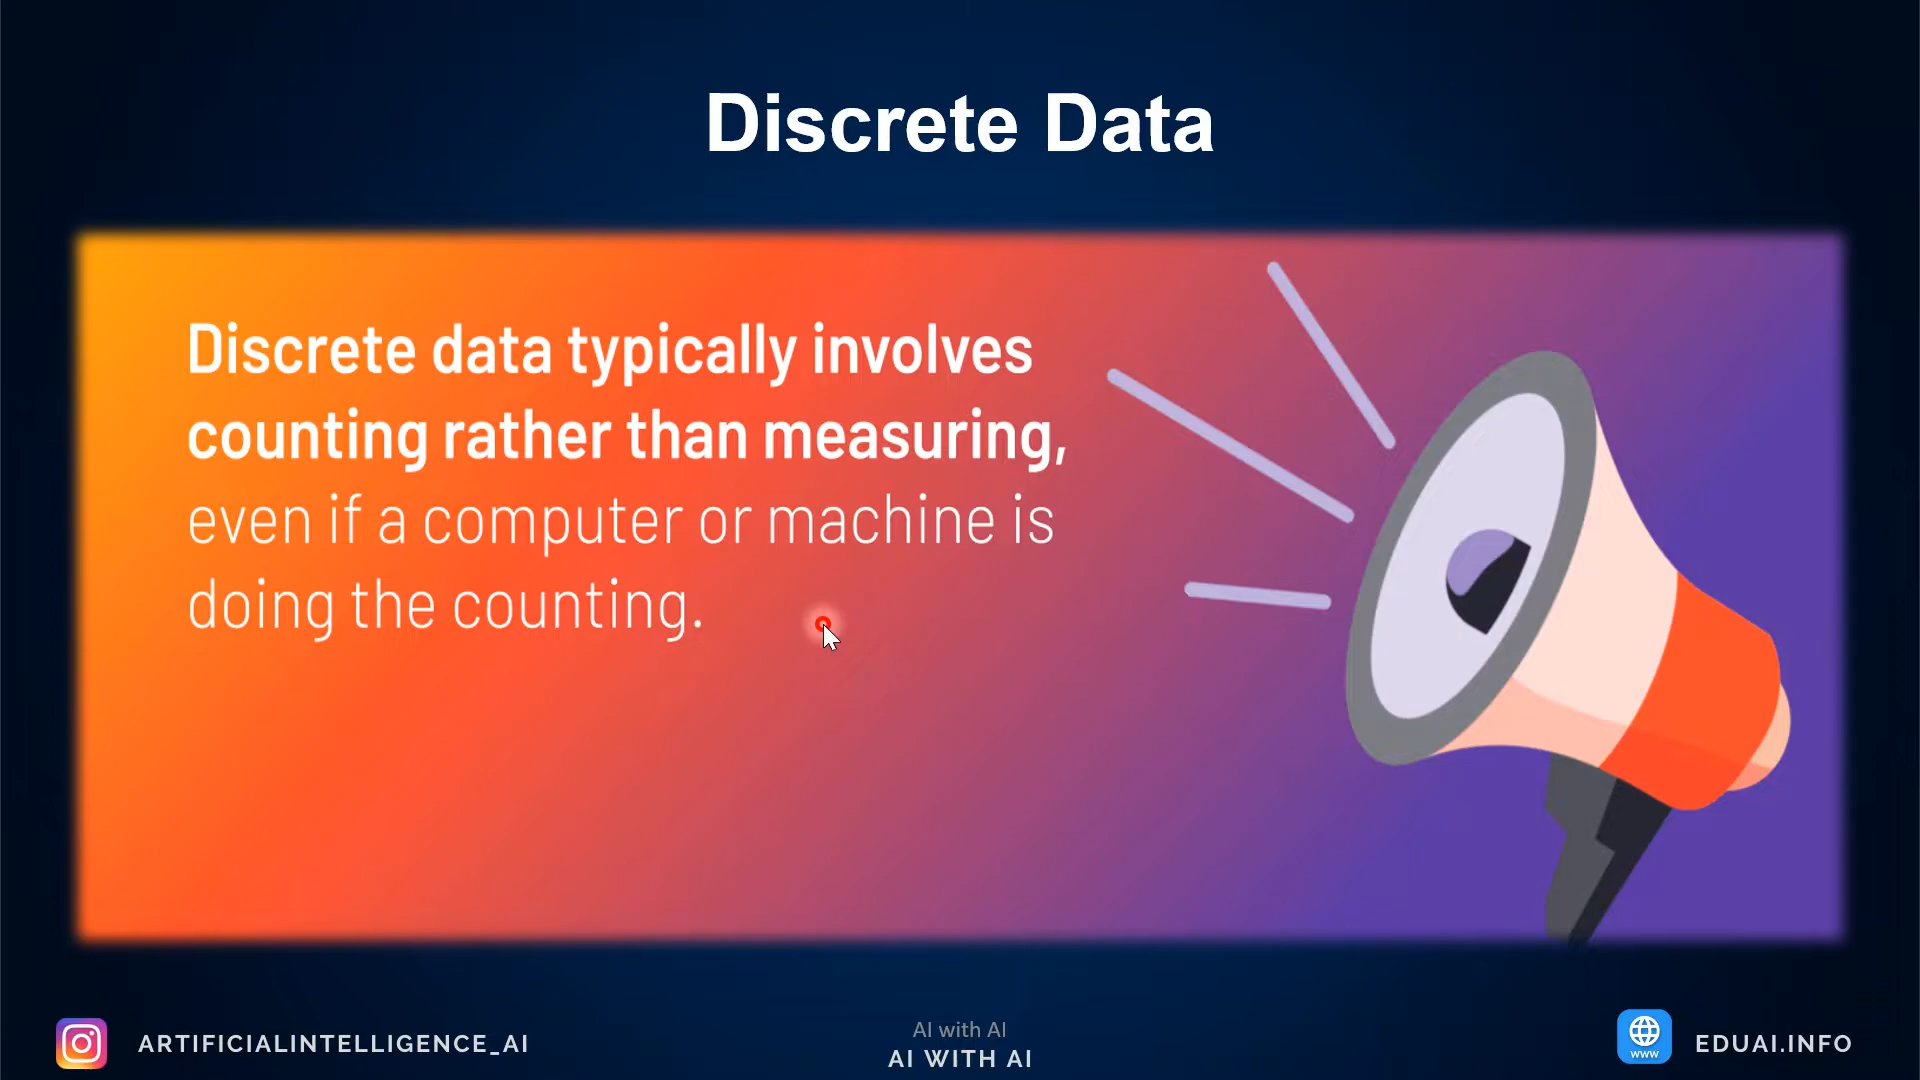 Discrete Data
Discrete data typically involves
counting rather than measuring,
even if a computer or machine is
doing the counting.
ARTIFICIALINTELLIGENCE_AI
AI with AI
AI WITH AI
www
EDUAI.INFO